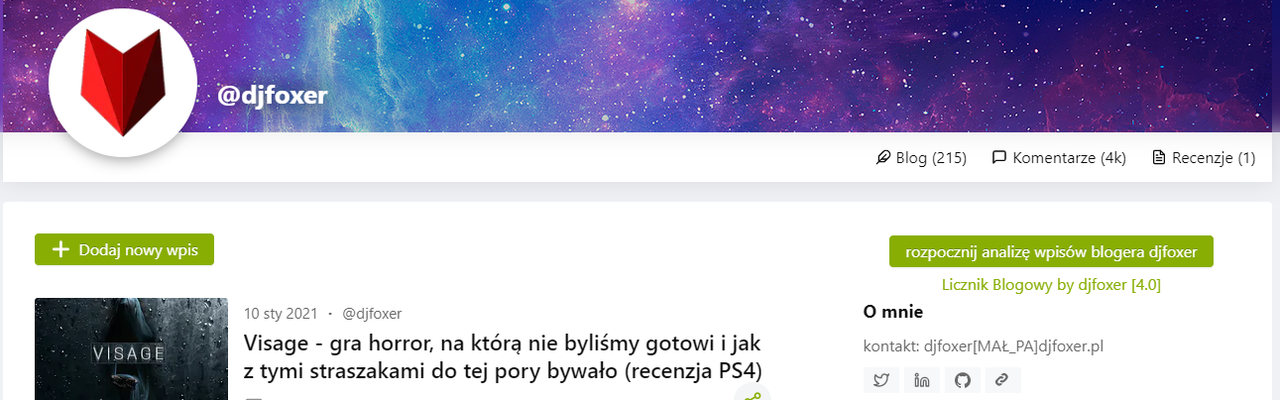 @djfoxer
Blog (215)
Komentarze (4k)
Recenzje (1)
Dodaj nowy wpis
VISAGE
10 sty 2021 · @djfoxer
Visage - gra horror, na którą nie byliśmy gotowi i jak
z tymi straszakami do tej pory bywało (recenzja PS4)
rozpocznij analizę wpisów blogera djfoxer
Licznik Blogowy by djfoxer [4.0]
O mnie
kontakt: djfoxer[MAŁ_PA]djfoxer.pl